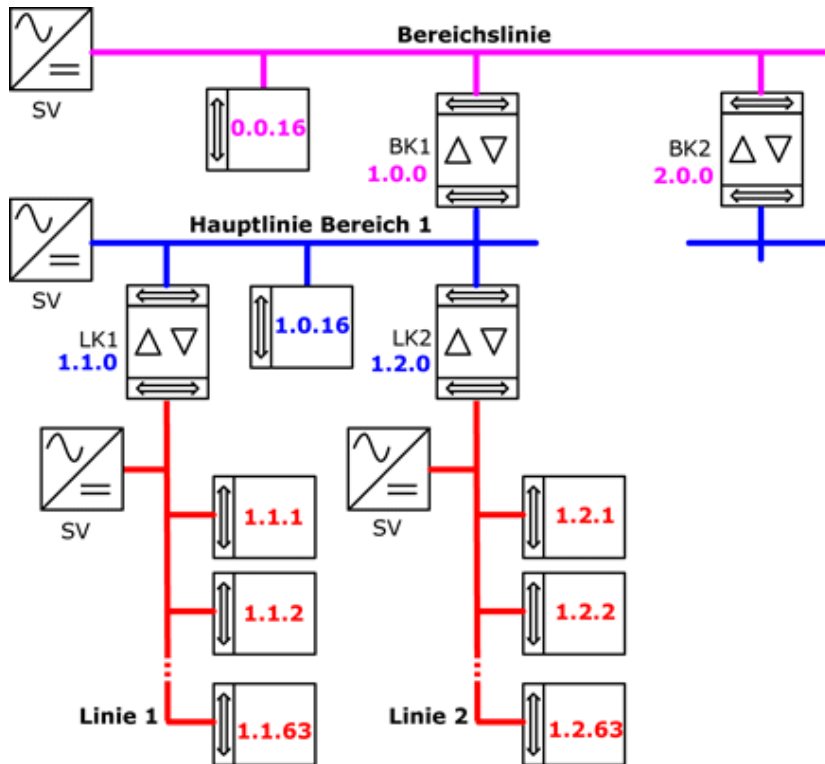 Bereichslinie
SV
0.0.16
BK1
1.0.0
BK2
2.0.0
Hauptlinie Bereich 1
SV
LK1
1.1.0
1.0.16
LK2
1.2.0
SV
1.1.1
SV
1.2.1
1.1.2
1.2.2
Linie 1
1.1.63
Linie 2
1.2.63